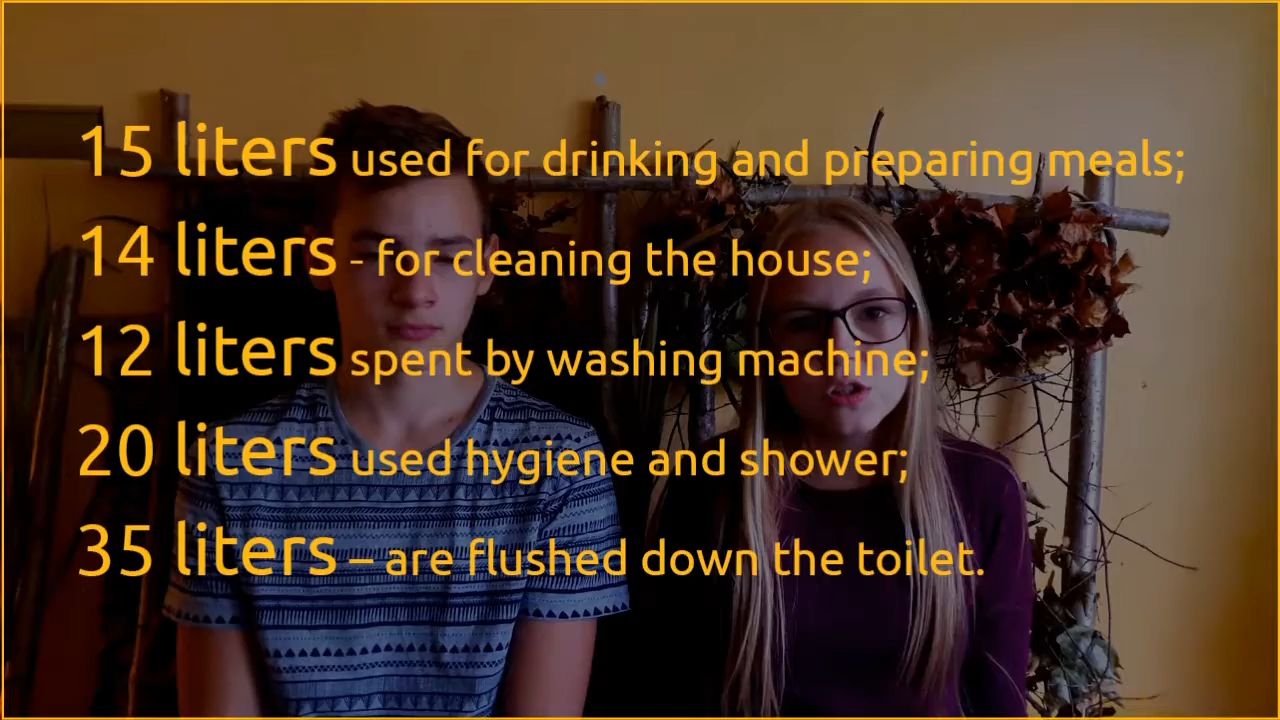 15 liters used for drinking and preparing meals;
14 liters - for cleaning the house;
12 liters spent by washing machine;
20 liters used hygiene and shower;
35 liters – are flushed down the toilet.